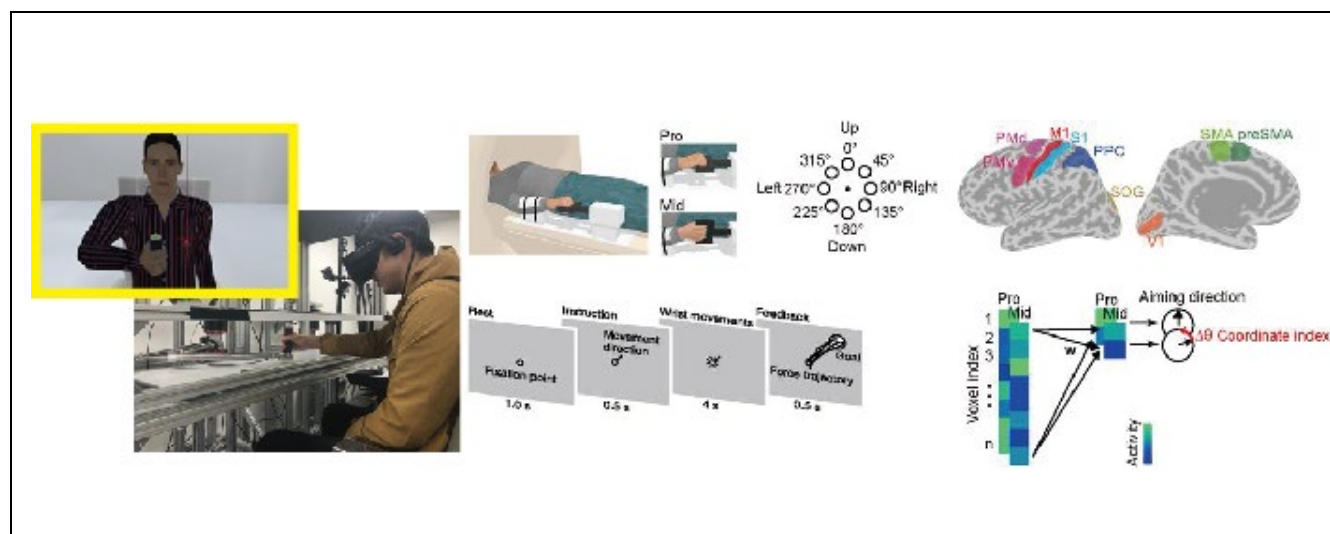 Pro
Mid
Up
0°
315° 45°
Left 270° 90° Right
225° 135°
180°
Down
PMd M1 S1
PMv PPC
SOG
SMA preSMA
V1
Rest
Fixation point
1.0 s
Instruction
Movement
direction
0.5 s
Wrist movements
4 s
Feedback
Goal
Force trajectory
0.5 s
Pro
Mid
1
2
3
n
Voxel index
w
Pro
Mid
Aiming direction
Δθ Coordinate index
Activity